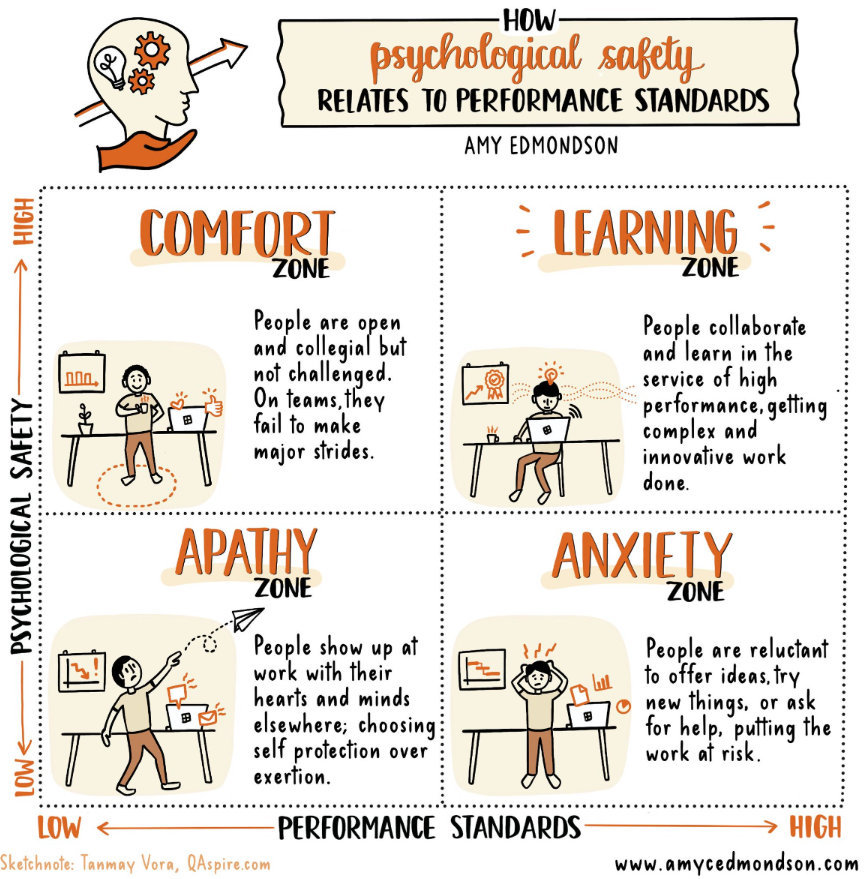 HOW
psychological safety
RELATES TO PERFORMANCE STANDARDS
AMY EDMONDSON
HIGH
PSYCHOLOGICAL SAFETY
LOW
COMFORT
ZONE
People are open
and collegial but
not challenged.
On teams, they
fail to make
major strides.
LEARNING
ZONE
People collaborate
and learn in the
service of high
performance, getting
complex and
innovative work
done.
APATHY
ZONE
People show up at
work with their
hearts and minds
elsewhere; choosing
self protection over
exertion.
ANXIETY
ZONE
People are reluctant
to offer ideas, try
new things, or ask
for help, putting the
work at risk.
LOW
PERFORMANCE STANDARDS
HIGH
Sketchnote: Tanmay Vora, QAspire.com
www.amycedmondson.com